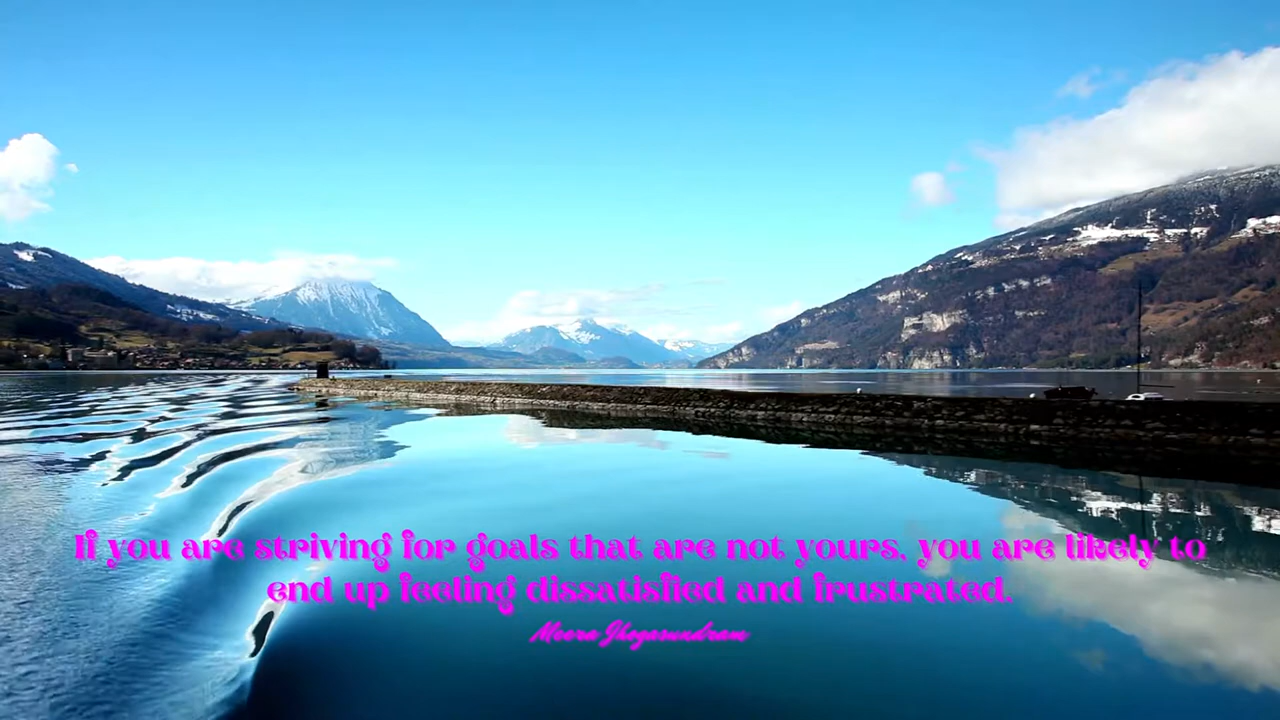 If you are striving for goals that are not yours, you are likely to
end up feeling dissatisfied and frustrated.
Meera Jhogasundram